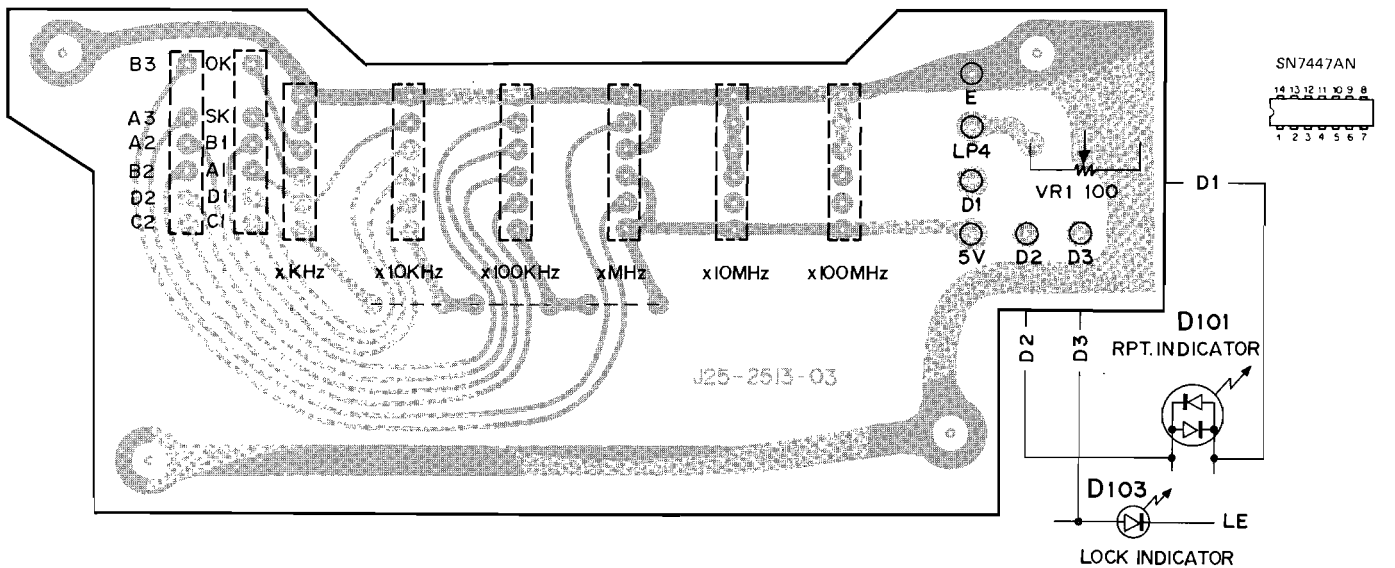 B3 OK
A3 SK
A2 B1
B2 A1
D2 D1
C2 C1
x KHz
x 10KHz
x 100KHz
x MHz
x 10MHz
x 100MHz
E
LP4
D1
5V D2 D3
VR1 100
J25-2513-03
D1
D2
D3
SN7447AN
14 13 12 11 10 9 8
1 2 3 4 5 6 7
D101
RPT. INDICATOR
D103
LE
LOCK INDICATOR